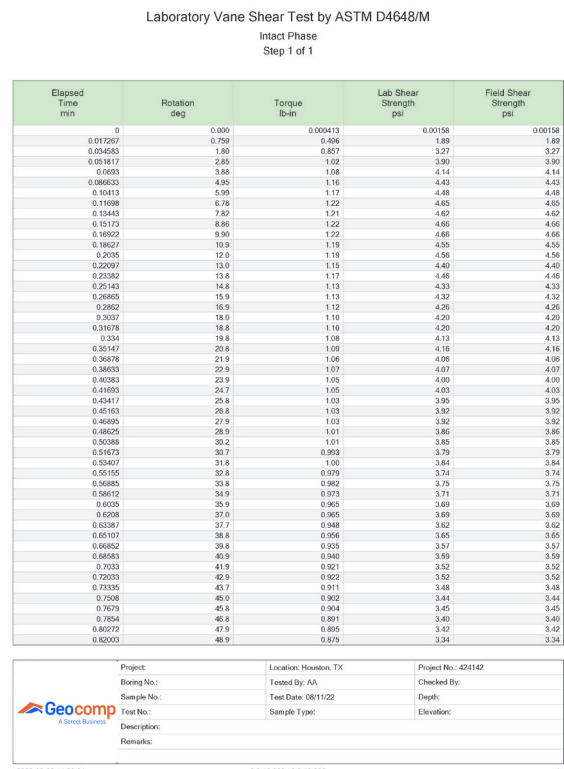 Laboratory Vane Shear Test by ASTM D4648/M
Intact Phase
Step 1 of 1
Elapsed Time min Rotation deg Torque lb-in Lab Shear Strength psi Field Shear Strength psi
0 0.000 0.000413 0.00158 0.00158
0.017267 0.759 0.496 1.89 1.89
0.034583 1.80 0.857 3.27 3.27
0.051817 2.85 1.02 3.90 3.90
0.0693 3.88 1.08 4.14 4.14
0.086633 4.95 1.16 4.43 4.43
0.10413 5.99 1.17 4.48 4.48
0.11698 6.78 1.22 4.65 4.65
0.13443 7.82 1.21 4.62 4.62
0.15173 8.86 1.22 4.66 4.66
0.16922 9.90 1.22 4.66 4.66
0.18627 10.9 1.19 4.55 4.55
0.2035 12.0 1.19 4.56 4.56
0.22097 13.0 1.15 4.40 4.40
0.23382 13.8 1.17 4.46 4.46
0.25143 14.8 1.13 4.33 4.33
0.26865 15.9 1.13 4.32 4.32
0.2862 16.9 1.12 4.26 4.26
0.3037 18.0 1.10 4.20 4.20
0.31678 18.8 1.10 4.20 4.20
0.334 19.8 1.08 4.13 4.13
0.35147 20.8 1.09 4.16 4.16
0.36878 21.9 1.06 4.06 4.06
0.38633 22.9 1.07 4.07 4.07
0.40383 23.9 1.05 4.00 4.00
0.41693 24.7 1.05 4.03 4.03
0.43417 25.8 1.03 3.95 3.95
0.45163 26.8 1.03 3.92 3.92
0.46895 27.9 1.03 3.92 3.92
0.48625 28.9 1.01 3.86 3.86
0.50388 30.2 1.01 3.85 3.85
0.51673 30.7 0.993 3.79 3.79
0.53407 31.8 1.00 3.84 3.84
0.55155 32.8 0.979 3.74 3.74
0.56885 33.8 0.982 3.75 3.75
0.58612 34.9 0.973 3.71 3.71
0.6035 35.9 0.965 3.69 3.69
0.6208 37.0 0.965 3.69 3.69
0.63387 37.7 0.948 3.62 3.62
0.65107 38.8 0.956 3.65 3.65
0.66852 39.8 0.935 3.57 3.57
0.68583 40.9 0.940 3.59 3.59
0.7033 41.9 0.921 3.52 3.52
0.72033 42.9 0.922 3.52 3.52
0.73335 43.7 0.911 3.48 3.48
0.7508 45.0 0.902 3.44 3.44
0.7679 45.8 0.904 3.45 3.45
0.7854 46.8 0.891 3.40 3.40
0.80272 47.9 0.895 3.42 3.42
0.82003 48.9 0.875 3.34 3.34
Project: Location: Houston, TX Project No.: 424142
Boring No.: Tested By: AA Checked By:
Sample No.: Test Date: 08/11/22 Depth:
Geocomp
A Sercel Business
Test No.: Sample Type: Elevation:
Description:
Remarks: